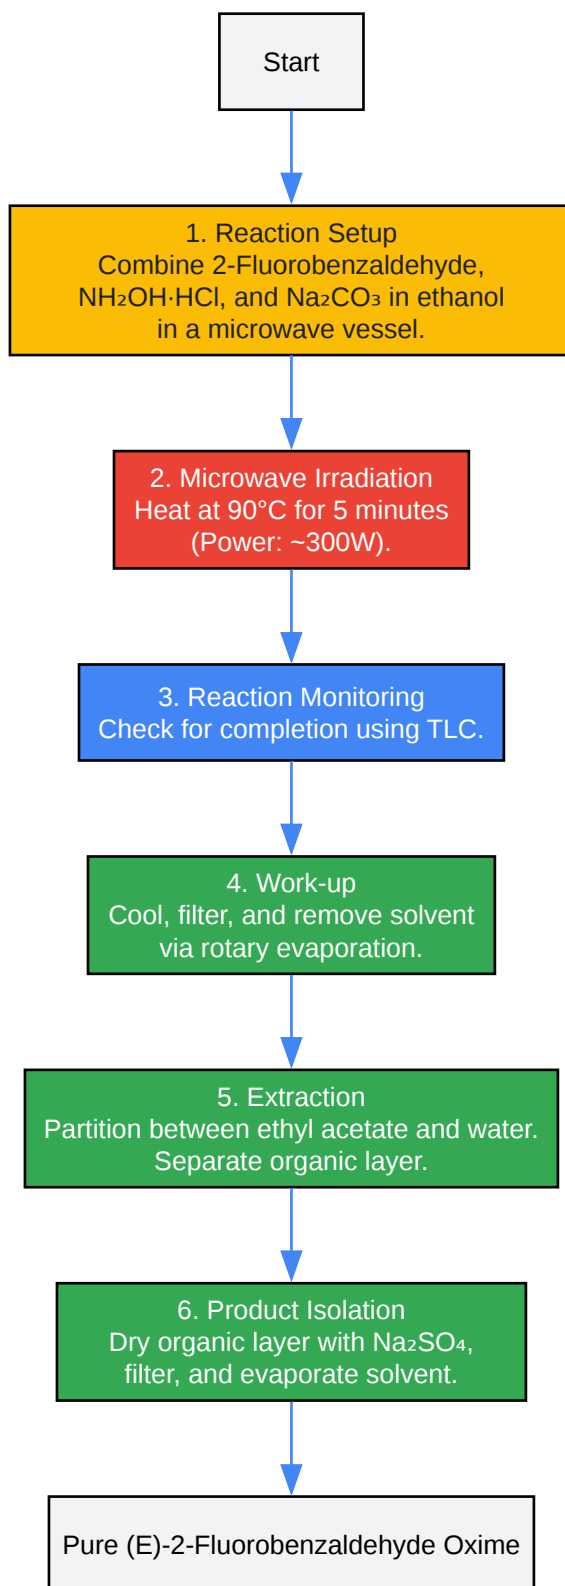 Start
1. Reaction Setup
Combine 2-Fluorobenzaldehyde,
NH₂OH·HCl, and Na₂CO₃ in ethanol
in a microwave vessel.
2. Microwave Irradiation
Heat at 90°C for 5 minutes
(Power: ~300W).
3. Reaction Monitoring
Check for completion using TLC.
4. Work-up
Cool, filter, and remove solvent
via rotary evaporation.
5. Extraction
Partition between ethyl acetate and water.
Separate organic layer.
6. Product Isolation
Dry organic layer with Na₂SO₄,
filter, and evaporate solvent.
Pure (E)-2-Fluorobenzaldehyde Oxime